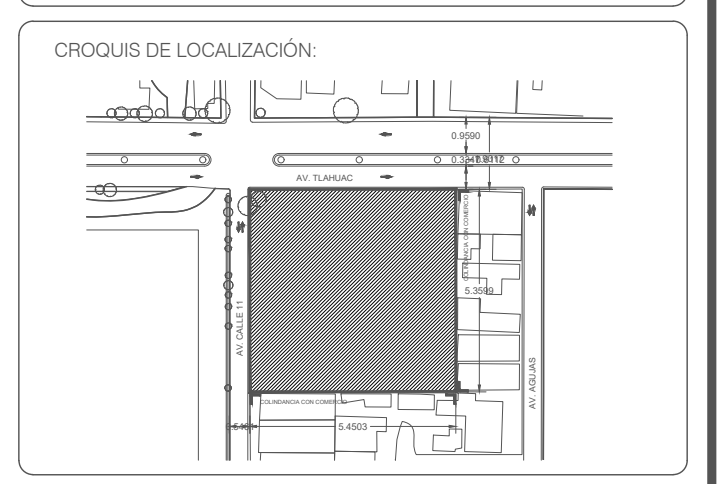 CROQUIS DE LOCALIZACIÓN:
0.9590
AV. TLAHUAC
COLINDANCIA CON COMERCIO
5.3599
AV. CALLE 11
AV. AGUJAS
COLINDANCIA CON COMERCIO
5.4503